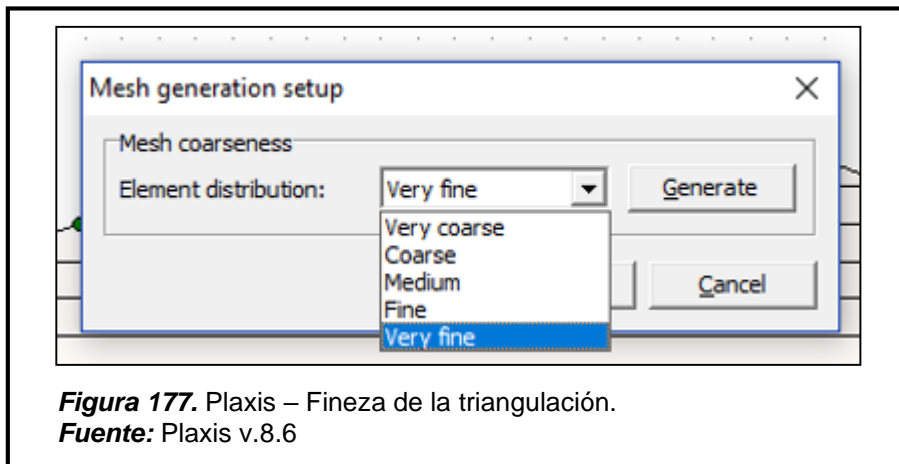 Mesh generation setup
Mesh coarseness
Element distribution:
Very fine
Generate
Very coarse
Coarse
Medium
Fine
Very fine
Cancel
Figura 177. Plaxis – Fineza de la triangulación.
Fuente: Plaxis v.8.6